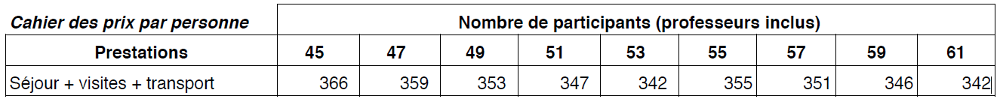 Cahier des prix par personne Nombre de participants (professeurs inclus)
Prestations 45 47 49 51 53 55 57 59 61
Séjour + visites + transport 366 359 353 347 342 355 351 346 342